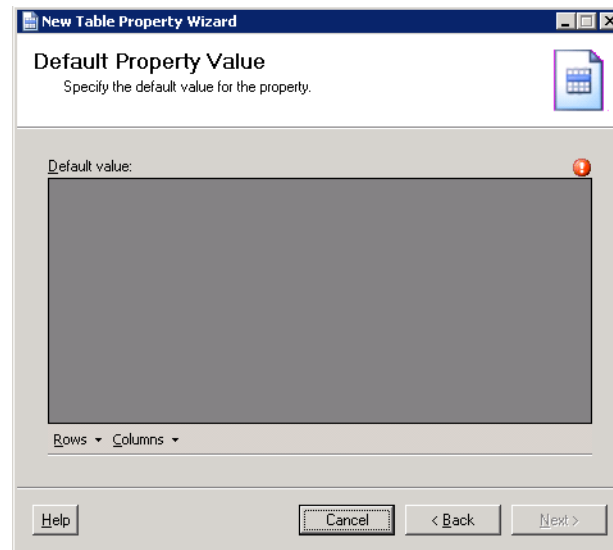 New Table Property Wizard
Default Property Value
Specify the default value for the property.
Default value:
Rows Columns
Help Cancel < Back Next >